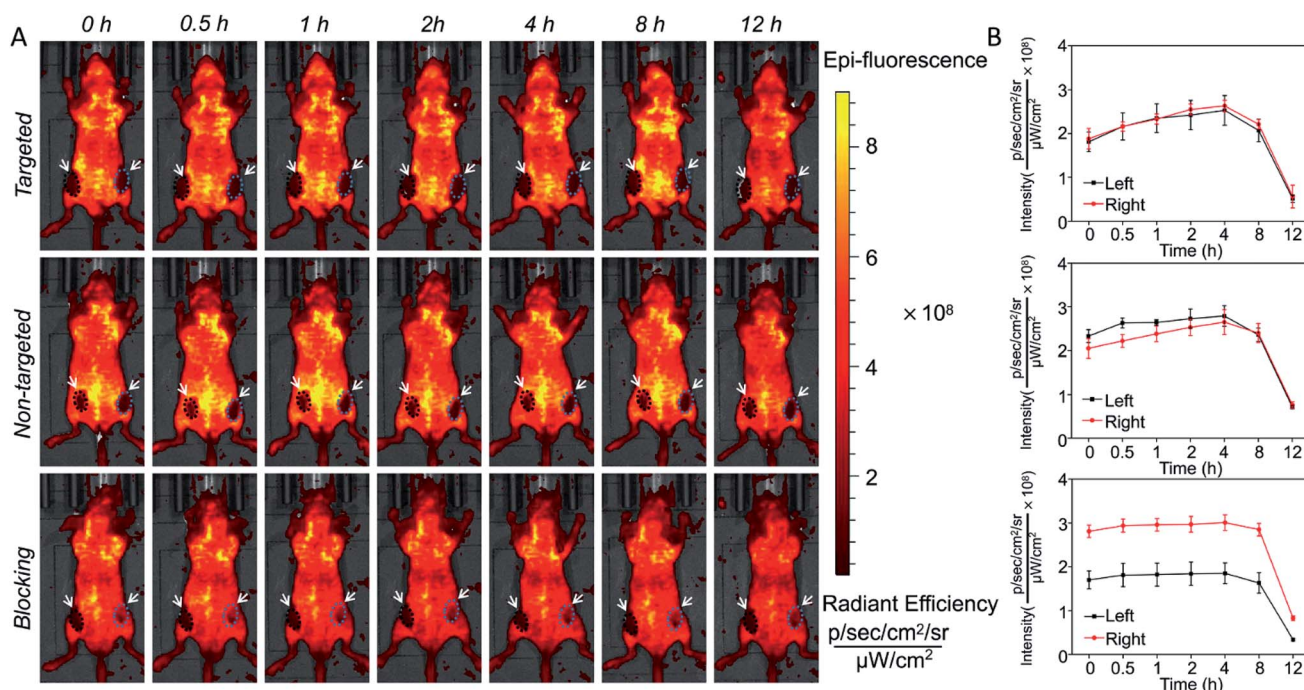 A
0 h 0.5 h 1 h 2h 4 h 8 h 12 h
Targeted
Non-targeted
Blocking
Epi-fluorescence
8
6
4
2
× 10⁸
Radiant Efficiency
p/sec/cm²/sr
µW/cm²
B
Intensity( p/sec/cm²/sr
µW/cm² × 10⁸)
4
3
2
1
0
Left
Right
0 0.5 1 2 4 8 12
Time (h)
Intensity( p/sec/cm²/sr
µW/cm² × 10⁸)
4
3
2
1
0
Left
Right
0 0.5 1 2 4 8 12
Time (h)
Intensity( p/sec/cm²/sr
µW/cm² × 10⁸)
4
3
2
1
0
Left
Right
0 0.5 1 2 4 8 12
Time (h)